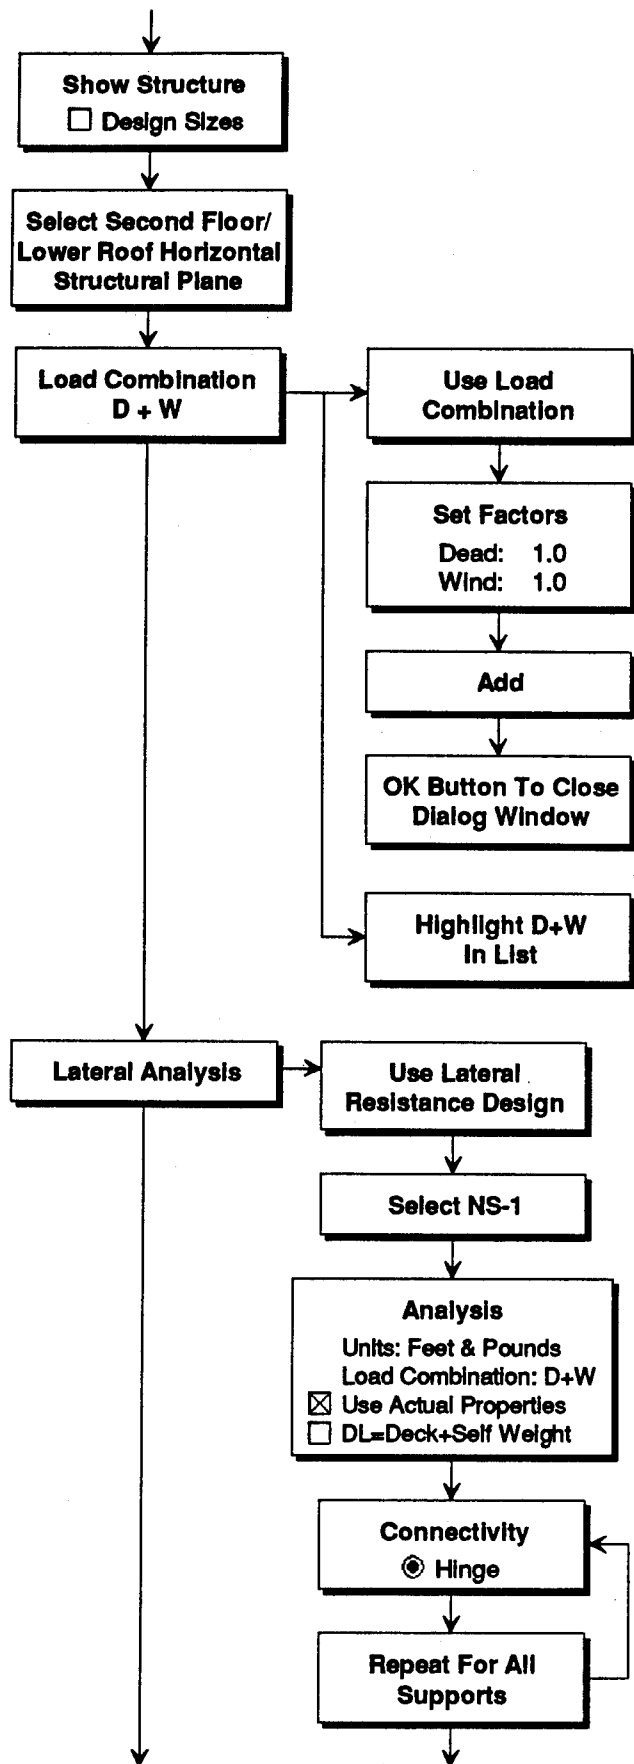 Show Structure
Design Sizes
Select Second Floor/
Lower Roof Horizontal
Structural Plane
Load Combination
D + W
Use Load
Combination
Set Factors
Dead: 1.0
Wind: 1.0
Add
OK Button To Close
Dialog Window
Highlight D+W
In List
Lateral Analysis
Use Lateral
Resistance Design
Select NS-1
Analysis
Units: Feet & Pounds
Load Combination: D+W
Use Actual Properties
DL=Deck+Self Weight
Connectivity
Hinge
Repeat For All
Supports